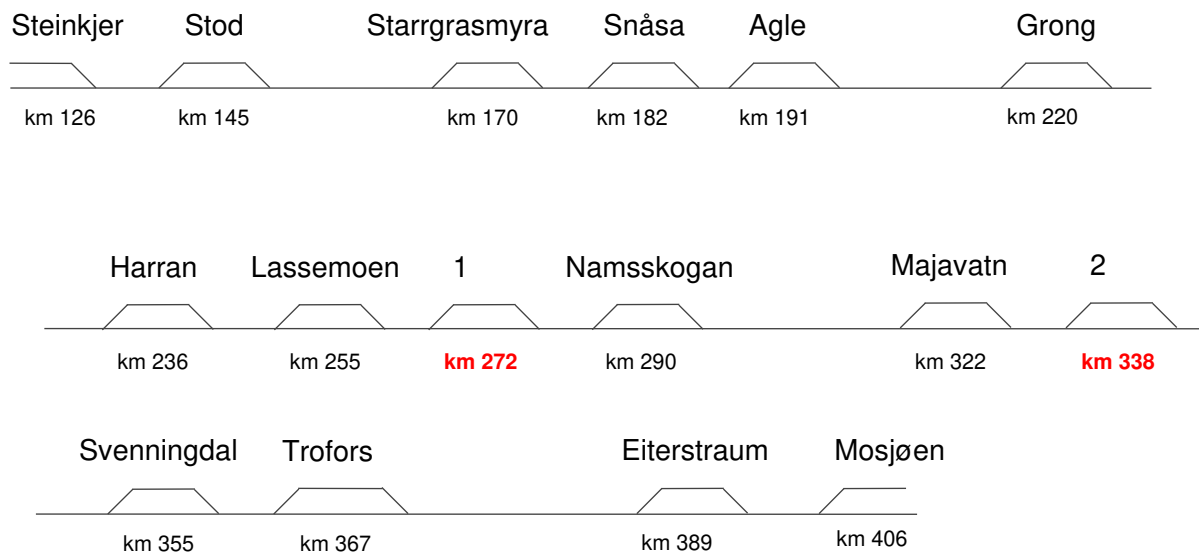 Steinkjer Stod Starrgrasmyra Snåsa Agle Grong
km 126 km 145 km 170 km 182 km 191 km 220
Harran Lassemoen 1 Namsskogan Majavatn 2
km 236 km 255 km 272 km 290 km 322 km 338
Svenningdal Trofors Eiterstraum Mosjøen
km 355 km 367 km 389 km 406